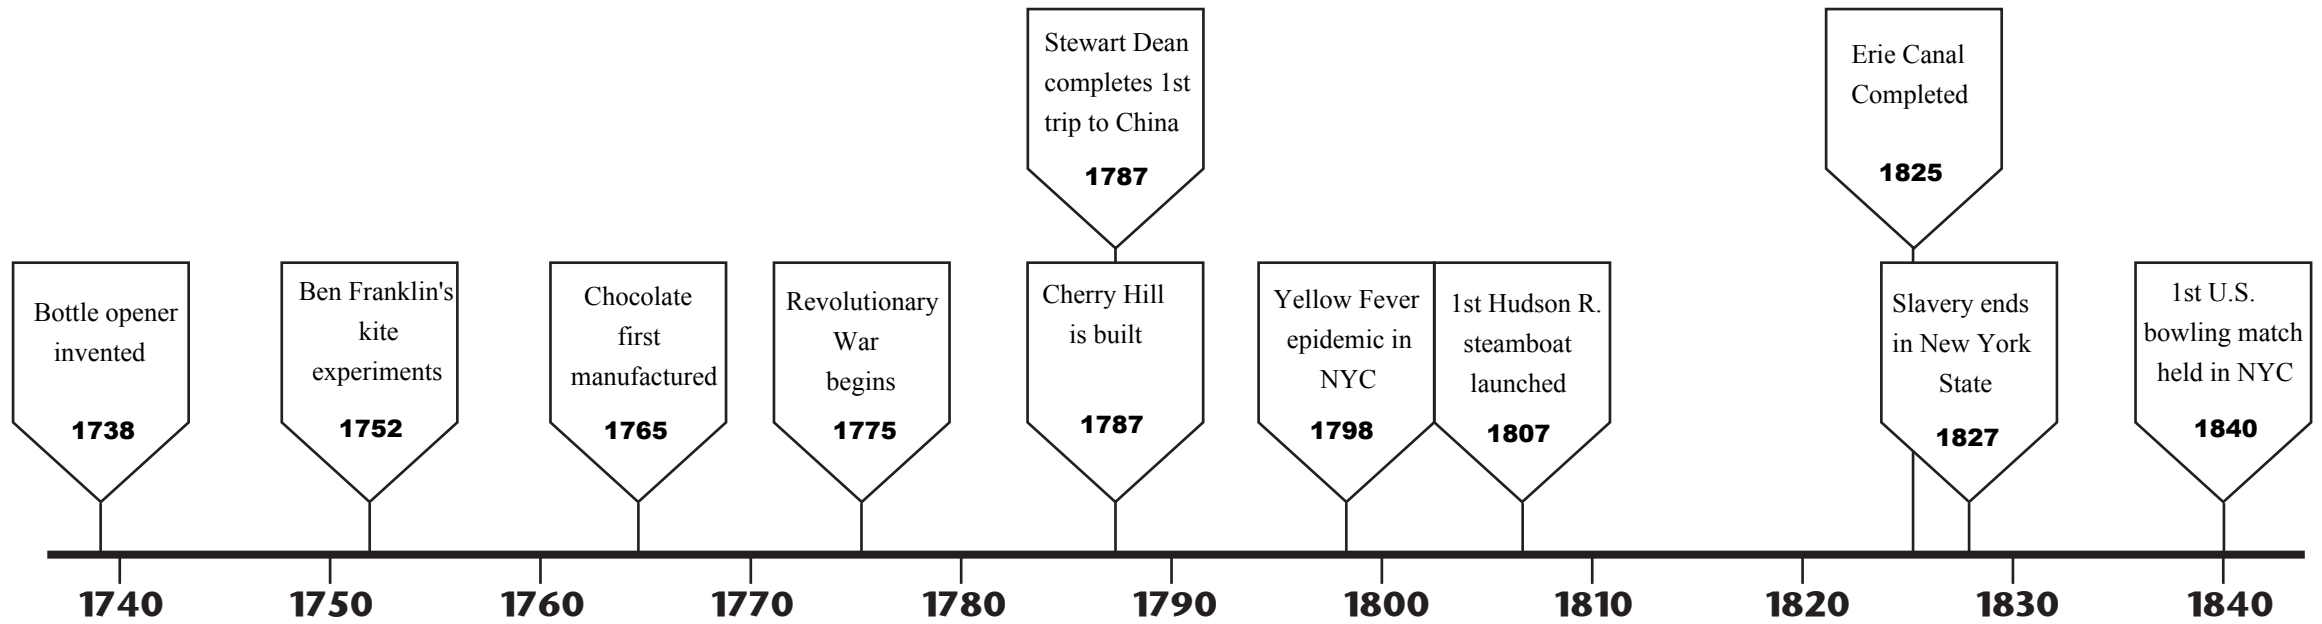 Stewart Dean
completes 1st
trip to China
1787
Erie Canal
Completed
1825
Bottle opener
invented
1738
Ben Franklin's
kite
experiments
1752
Chocolate
first
manufactured
1765
Revolutionary
War
begins
1775
Cherry Hill
is built
1787
Yellow Fever
epidemic in
NYC
1798
1st Hudson R.
steamboat
launched
1807
Slavery ends
in New York
State
1827
1st U.S.
bowling match
held in NYC
1840
1740 1750 1760 1770 1780 1790 1800 1810 1820 1830 1840